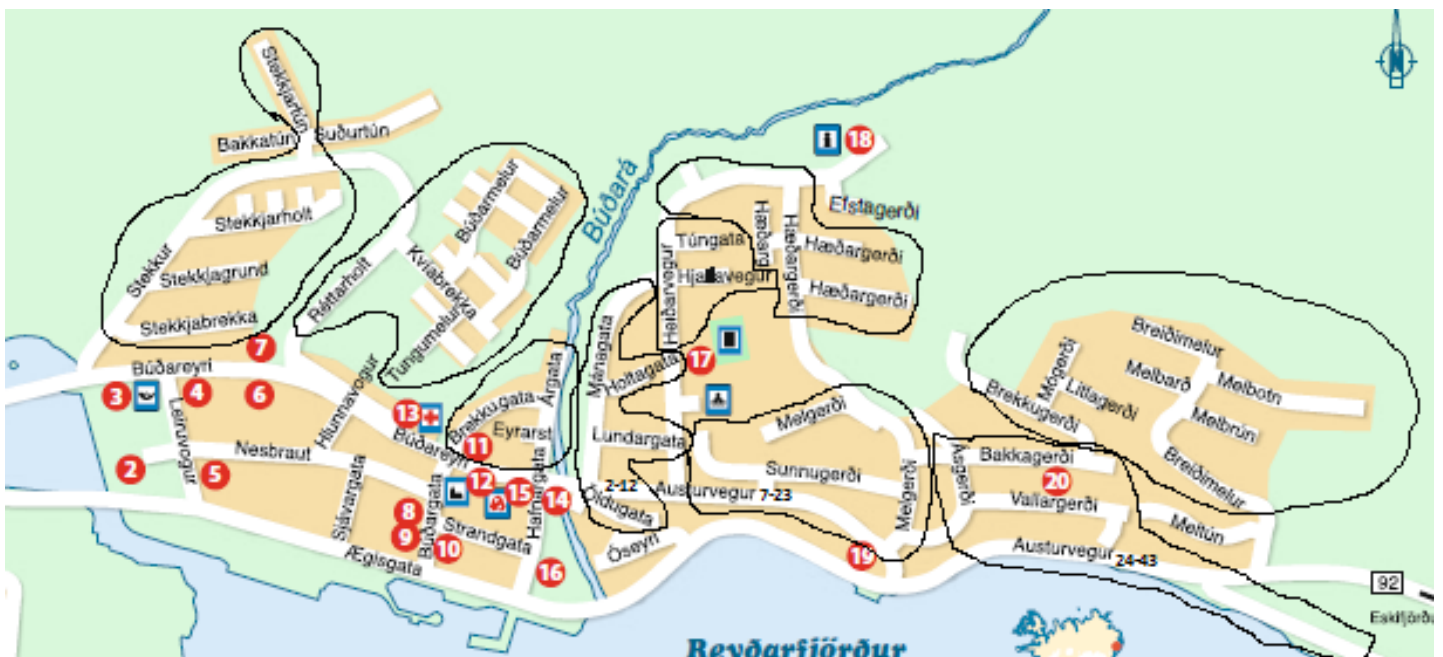 Stekkjartún
Bakkatún
Suðurtún
Stekkjarholt
Stekkur
Stekkjagrund
Stekkjabrekka
Réttarholt
Búðarmelur
Búðarmelur
Kvíabrekka
Tungumelur
Búðará
18
Efstagerði
Túngata
Hæðarg
Hæðargerði
Hæðargerði
Hæðargerði
Heiðarvegur
Hjallavegur
Mánagata
Holtagata
17
Lundargata
7
Búðareyri
3
4
6
Leiruvogur
Hlunnavogur
13
Búðareyri
Brekkugata
Árgata
11
Eyrarst
2
Nesbraut
5
12
15
14
Hafnargata
Sjávargata
8
9
Búðargata
10
Strandgata
16
Ægisgata
2-12
Öldugata
Óseyri
Austurvegur 7-23
Melgerði
Sunnugerði
Melgerði
19
Ásgerði
Brekkugerði
Mógerði
Litlagerði
Breiðimelur
Melbarð
Melbotn
Melbrún
Breiðimelur
Bakkagerði
20
Vallargerði
Meltún
Austurvegur
24-43
92
Eskifjörðu
N
Reyðarfjörður